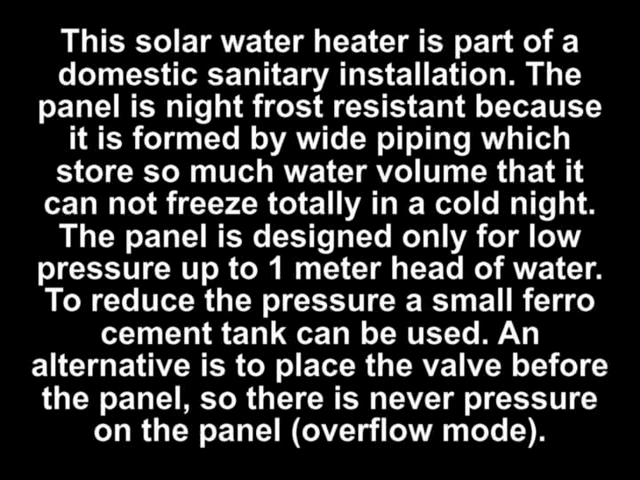 This solar water heater is part of a
domestic sanitary installation. The
panel is night frost resistant because
it is formed by wide piping which
store so much water volume that it
can not freeze totally in a cold night.
The panel is designed only for low
pressure up to 1 meter head of water.
To reduce the pressure a small ferro
cement tank can be used. An
alternative is to place the valve before
the panel, so there is never pressure
on the panel (overflow mode).